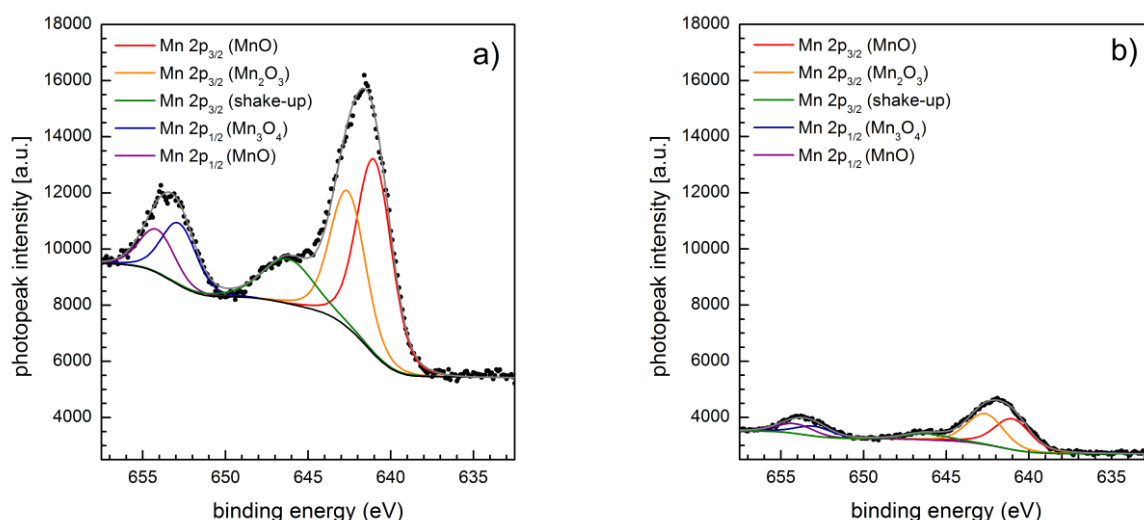 a)
Mn 2p3/2 (MnO)
Mn 2p3/2 (Mn2O3)
Mn 2p3/2 (shake-up)
Mn 2p1/2 (Mn3O4)
Mn 2p1/2 (MnO)
18000
16000
14000
12000
10000
8000
6000
4000
photopeak intensity [a.u.]
655 650 645 640 635
binding energy (eV)
b)
Mn 2p3/2 (MnO)
Mn 2p3/2 (Mn2O3)
Mn 2p3/2 (shake-up)
Mn 2p1/2 (Mn3O4)
Mn 2p1/2 (MnO)
18000
16000
14000
12000
10000
8000
6000
4000
photopeak intensity [a.u.]
655 650 645 640 635
binding energy (eV)